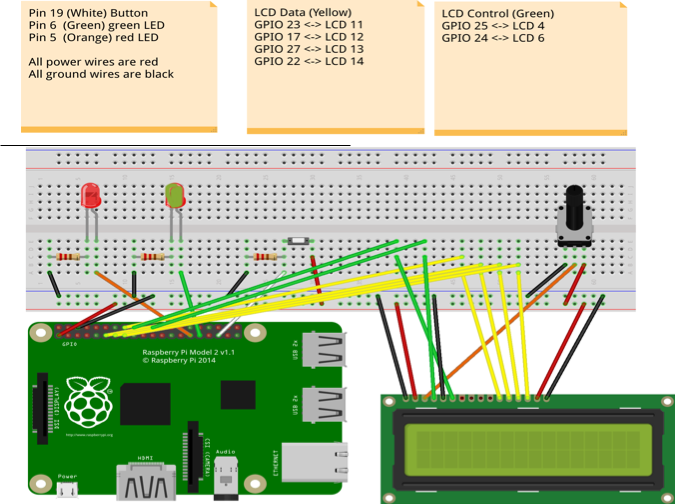 Pin 19 (White) Button
Pin 6 (Green) green LED
Pin 5 (Orange) red LED
All power wires are red
All ground wires are black
LCD Data (Yellow)
GPIO 23 <-> LCD 11
GPIO 17 <-> LCD 12
GPIO 27 <-> LCD 13
GPIO 22 <-> LCD 14
LCD Control (Green)
GPIO 25 <-> LCD 4
GPIO 24 <-> LCD 6
GPIO
Raspberry Pi Model 2 v1.1
© Raspberry Pi 2014
USB 2x
DSI (DISPLAY)
http://www.raspberrypi.org
USB 2x
Power
HDMI
CSI (CAMERA)
Audio
ETHERNET